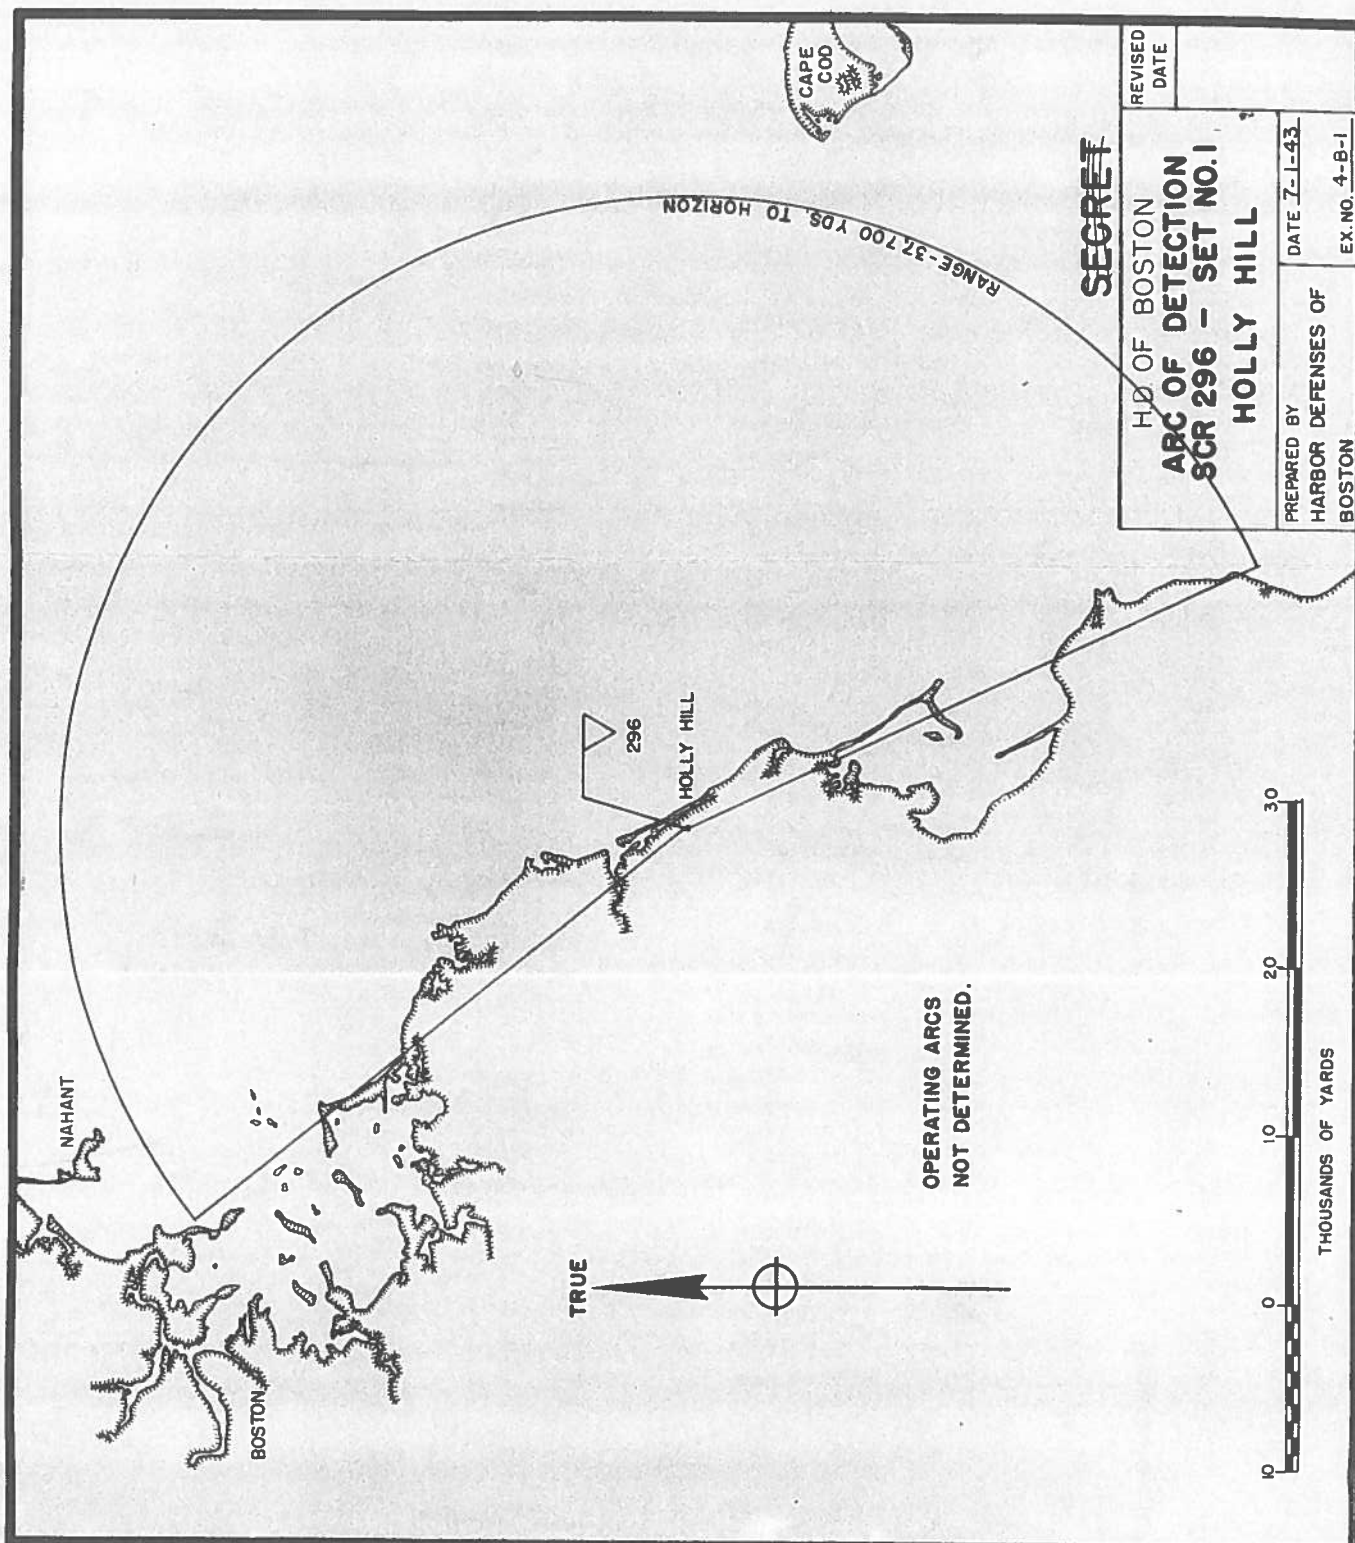 NAHANT
BOSTON
CAPE
COD
RANGE-37,700 YDS. TO HORIZON
296
HOLLY HILL
TRUE
OPERATING ARCS
NOT DETERMINED.
10 0 10 20 30
THOUSANDS OF YARDS
SECRET
H.D OF BOSTON
ARC OF DETECTION
SCR 296 - SET NO. 1
HOLLY HILL
REVISED
DATE
PREPARED BY
HARBOR DEFENSES OF
BOSTON
DATE 7-1-43
EX. NO. 4-B-1